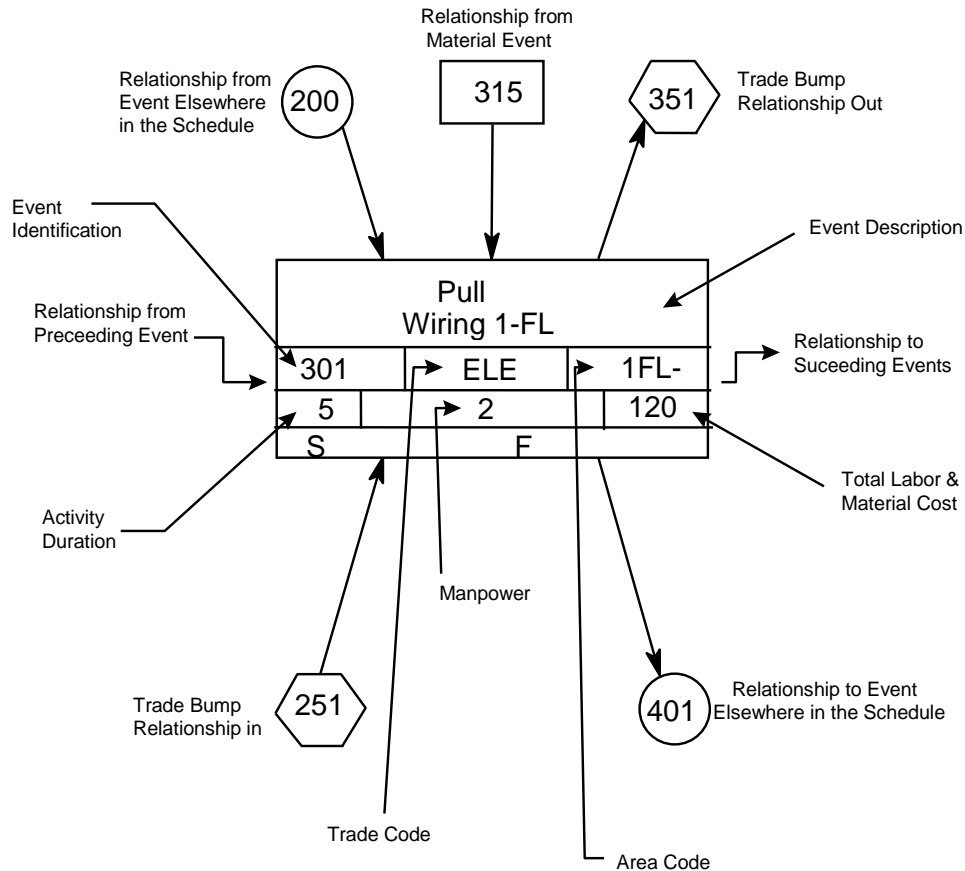 Relationship from
Material Event
315
Relationship from
Event Elsewhere
in the Schedule
200
351
Trade Bump
Relationship Out
Event
Identification
Event Description
Pull
Wiring 1-FL
Relationship from
Preceeding Event
Relationship to
Suceeding Events
301 ELE 1FL-
5 2 120
S F
Total Labor &
Material Cost
Activity
Duration
Manpower
Trade Bump
Relationship in
251
401
Relationship to Event
Elsewhere in the Schedule
Trade Code
Area Code